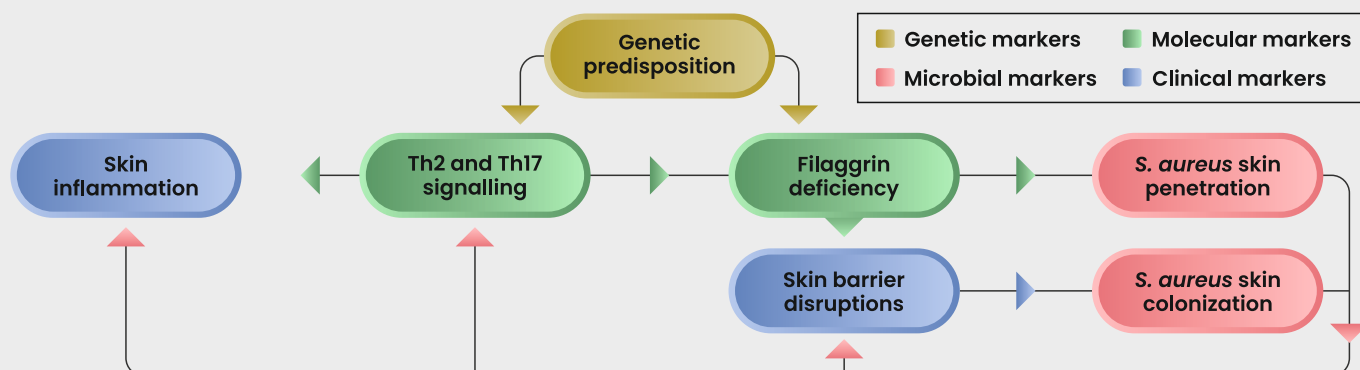 Genetic
predisposition
Genetic markers
Molecular markers
Microbial markers
Clinical markers
Skin
inflammation
Th2 and Th17
signalling
Filaggrin
deficiency
S. aureus skin
penetration
Skin barrier
disruptions
S. aureus skin
colonization